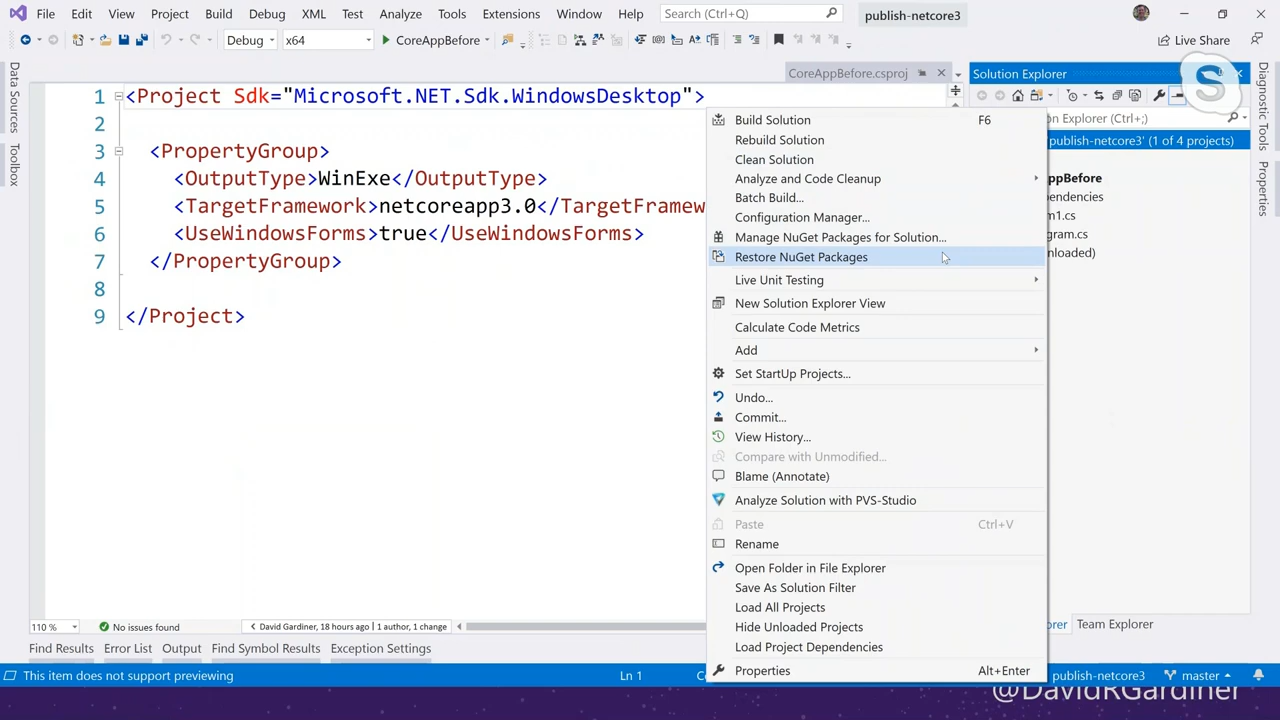 File Edit View Project Build Debug XML Test Analyze Tools Extensions Window Help Search (Ctrl+Q) publish-netcore3
Debug x64 CoreAppBefore Live Share
Data Sources
Toolbox
CoreAppBefore.csproj
Solution Explorer
1 <Project Sdk="Microsoft.NET.Sdk.WindowsDesktop">
2
3 <PropertyGroup>
4 <OutputType>WinExe</OutputType>
5 <TargetFramework>netcoreapp3.0</TargetFramew
6 <UseWindowsForms>true</UseWindowsForms>
7 </PropertyGroup>
8
9 </Project>
Build Solution F6
Rebuild Solution
Clean Solution
Analyze and Code Cleanup
Batch Build...
Configuration Manager...
Manage NuGet Packages for Solution...
Restore NuGet Packages
Live Unit Testing
New Solution Explorer View
Calculate Code Metrics
Add
Set StartUp Projects...
Undo...
Commit...
View History...
Compare with Unmodified...
Blame (Annotate)
Analyze Solution with PVS-Studio
Paste Ctrl+V
Rename
Open Folder in File Explorer
Save As Solution Filter
Load All Projects
Hide Unloaded Projects
Load Project Dependencies
Properties Alt+Enter
Explorer (Ctrl+;)
publish-netcore3' (1 of 4 projects)
ppBefore
endencies
m1.cs
gram.cs
nloaded)
Diagnostic Tools
Properties
110 % No issues found David Gardiner, 18 hours ago | 1 author, 1 change
orer Team Explorer
Find Results Error List Output Find Symbol Results Exception Settings
This item does not support previewing Ln 1 publish-netcore3 master
@DavidRGardiner